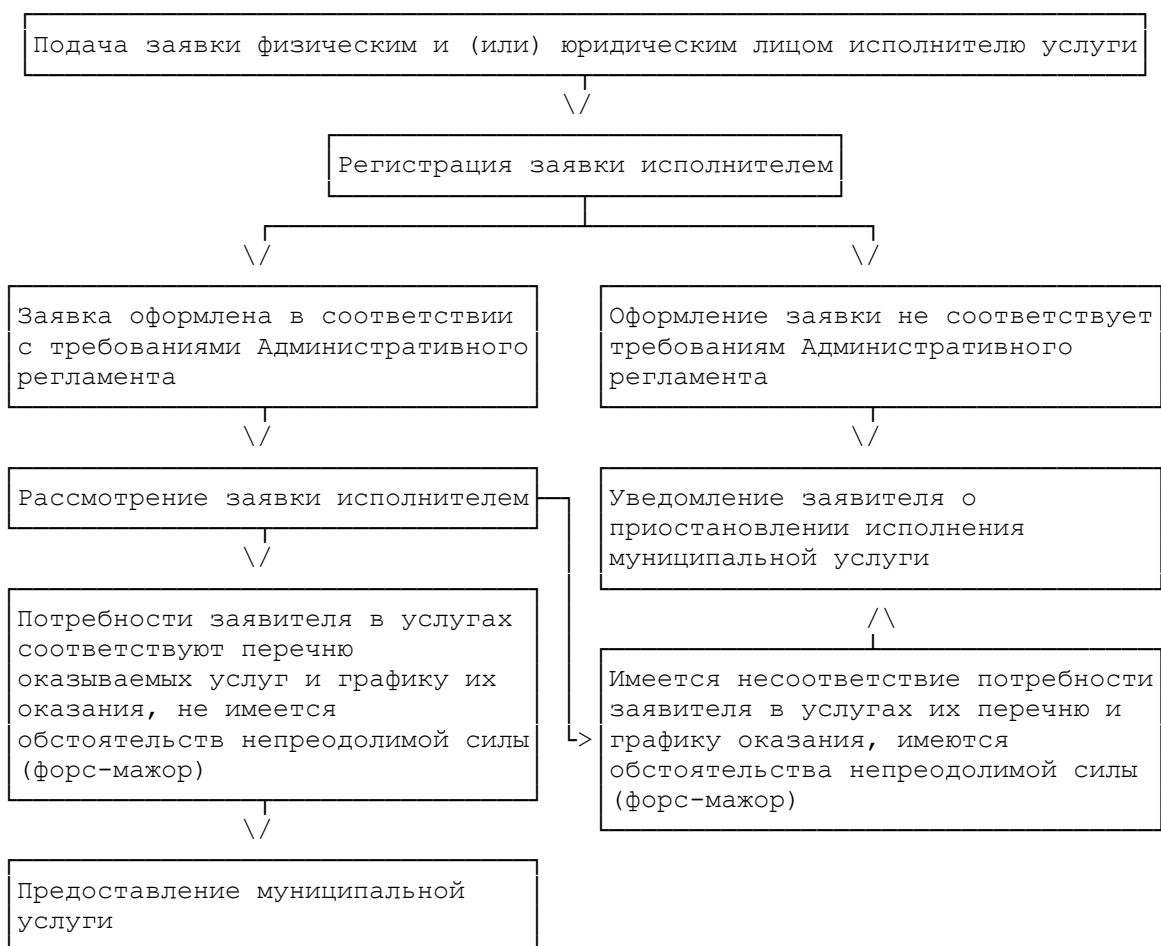 Подача заявки физическим и (или) юридическим лицом исполнителю услуги
Регистрация заявки исполнителем
Заявка оформлена в соответствии
с требованиями Административного
регламента
Оформление заявки не соответствует
требованиям Административного
регламента
Рассмотрение заявки исполнителем
Уведомление заявителя о
приостановлении исполнения
муниципальной услуги
Потребности заявителя в услугах
соответствуют перечню
оказываемых услуг и графику их
оказания, не имеется
обстоятельств непреодолимой силы
(форс-мажор)
Имеется несоответствие потребности
заявителя в услугах их перечню и
графику оказания, имеются
обстоятельства непреодолимой силы
(форс-мажор)
Предоставление муниципальной
услуги